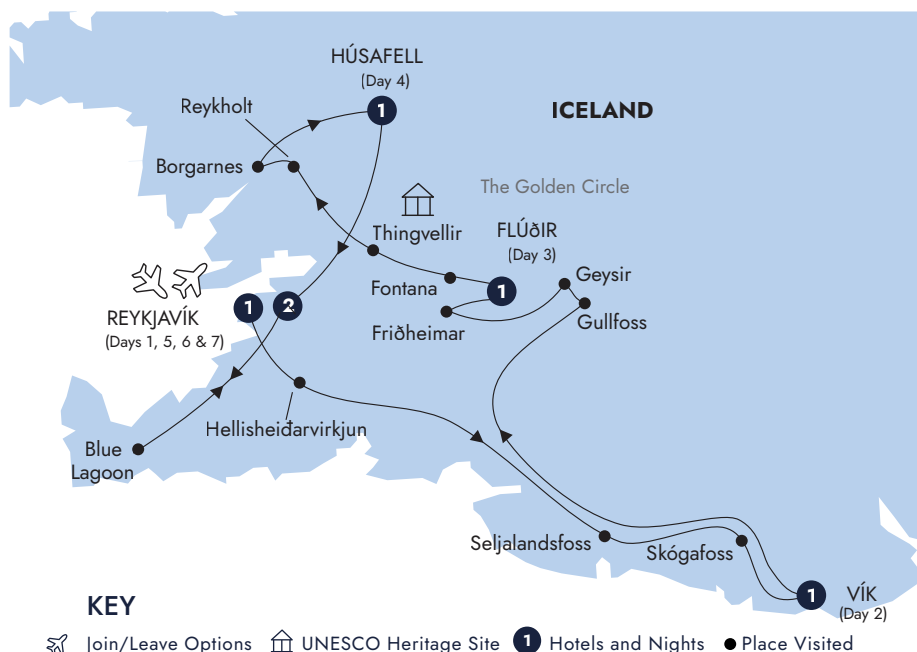 HÚSAFELL
(Day 4)
1
Reykholt
ICELAND
Borgarnes
The Golden Circle
Thingvellir
FLÚðIR
(Day 3)
Geysir
Fontana
1
Gullfoss
Friðheimar
1
2
REYKJAVÍK
(Days 1, 5, 6 & 7)
Hellisheiðarvirkjun
Blue
Lagoon
Seljalandsfoss
Skógafoss
1
VÍK
(Day 2)
KEY
Join/Leave Options UNESCO Heritage Site 1 Hotels and Nights Place Visited